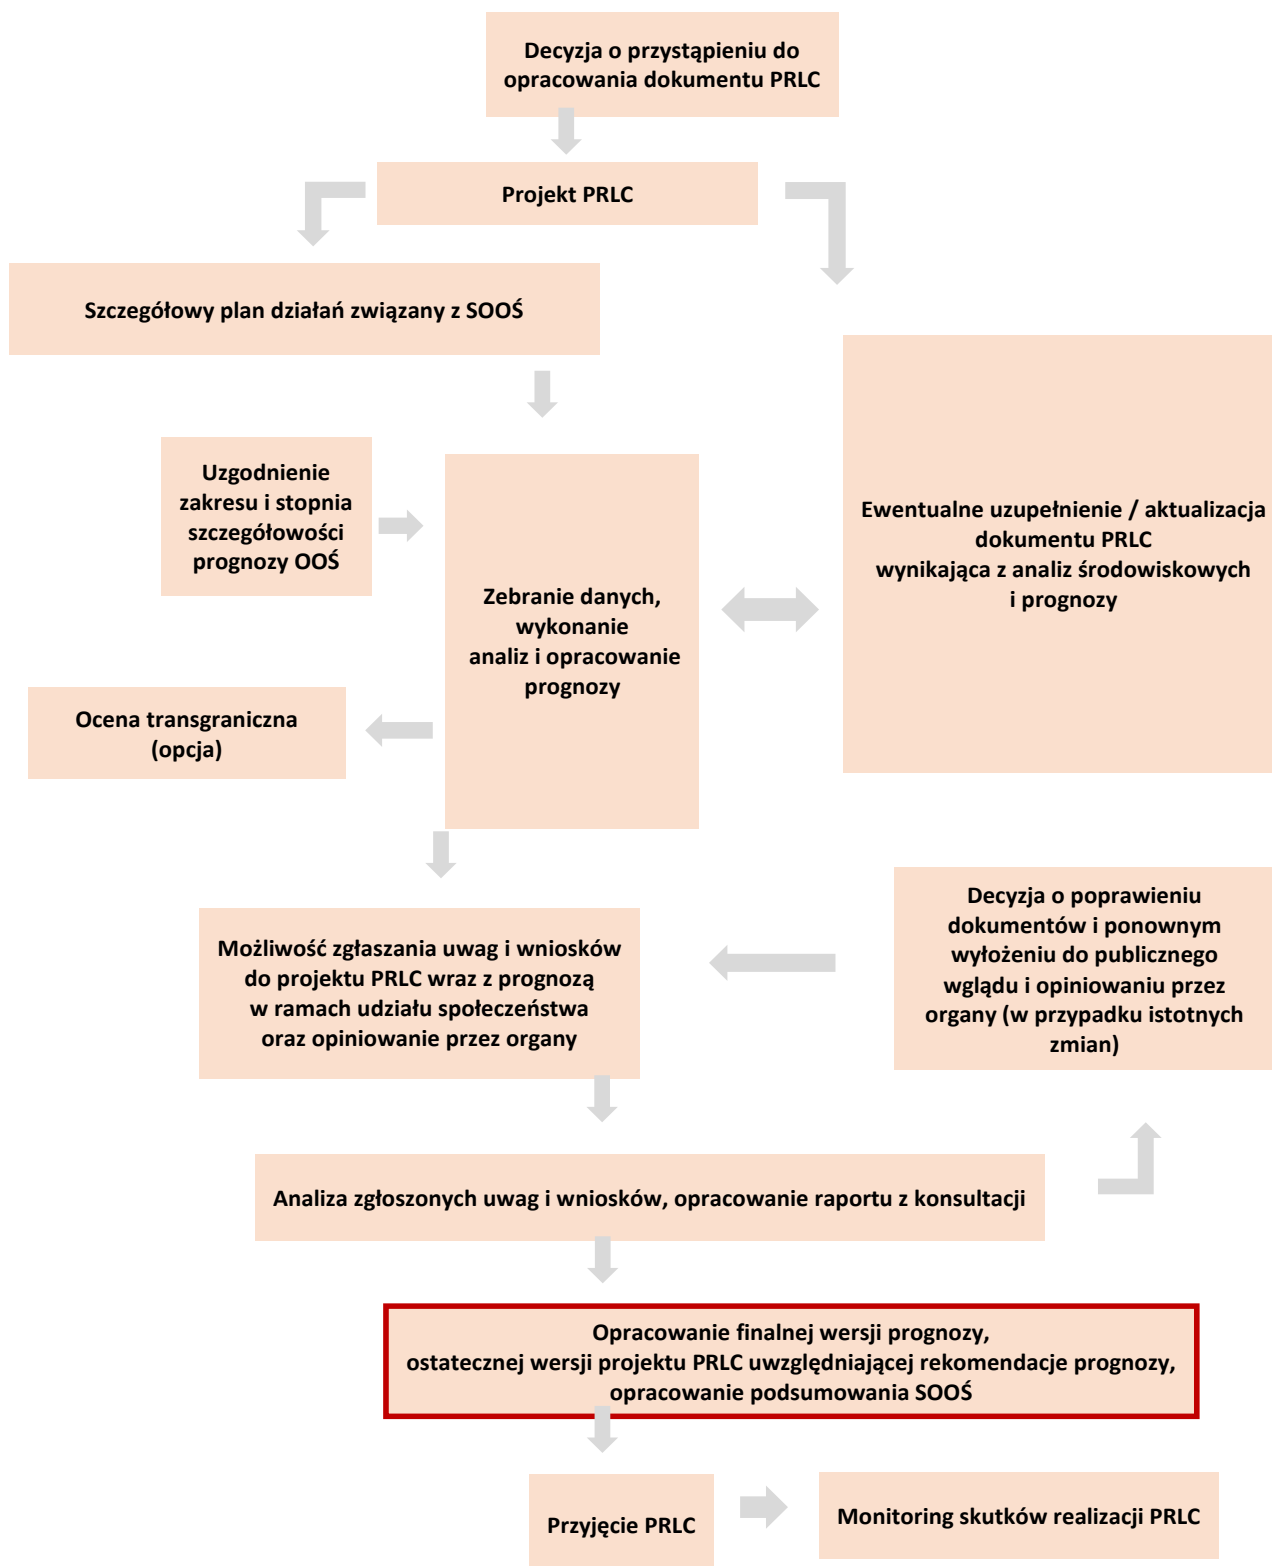 Decyzja o przystąpieniu do
opracowania dokumentu PRLC
Projekt PRLC
Szczegółowy plan działań związany z SOOŚ
Uzgodnienie
zakresu i stopnia
szczegółowości
prognozy OOŚ
Zebranie danych,
wykonanie
analiz i opracowanie
prognozy
Ewentualne uzupełnienie / aktualizacja
dokumentu PRLC
wynikająca z analiz środowiskowych
i prognozy
Ocena transgraniczna
(opcja)
Możliwość zgłaszania uwag i wniosków
do projektu PRLC wraz z prognozą
w ramach udziału społeczeństwa
oraz opiniowanie przez organy
Decyzja o poprawieniu
dokumentów i ponownym
wyłożeniu do publicznego
wglądu i opiniowaniu przez
organy (w przypadku istotnych
zmian)
Analiza zgłoszonych uwag i wniosków, opracowanie raportu z konsultacji
Opracowanie finalnej wersji prognozy,
ostatecznej wersji projektu PRLC uwzględniającej rekomendacje prognozy,
opracowanie podsumowania SOOŚ
Przyjęcie PRLC
Monitoring skutków realizacji PRLC